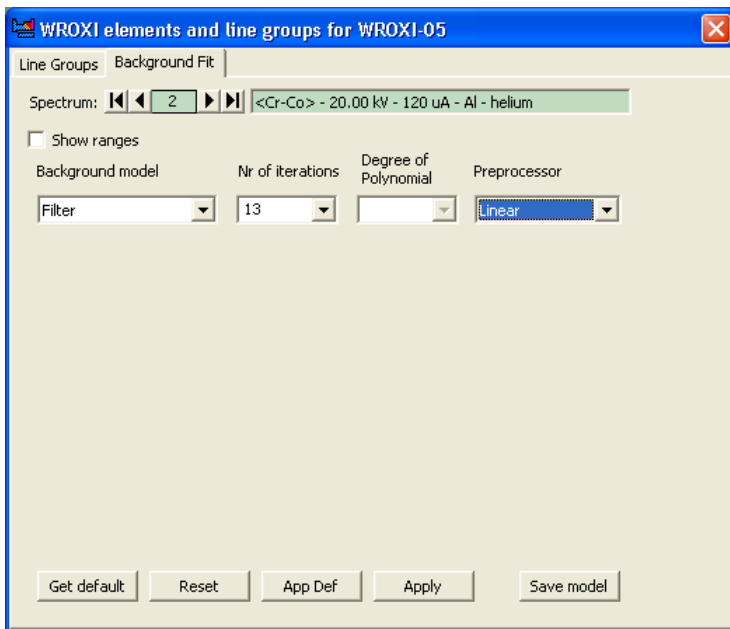 WROXI elements and line groups for WROXI-05
Line Groups Background Fit
Spectrum: 2 <Cr-Co> - 20.00 kV - 120 uA - Al - helium
Show ranges
Background model Nr of iterations Degree of Polynomial Preprocessor
Filter 13 Linear
Get default Reset App Def Apply Save model